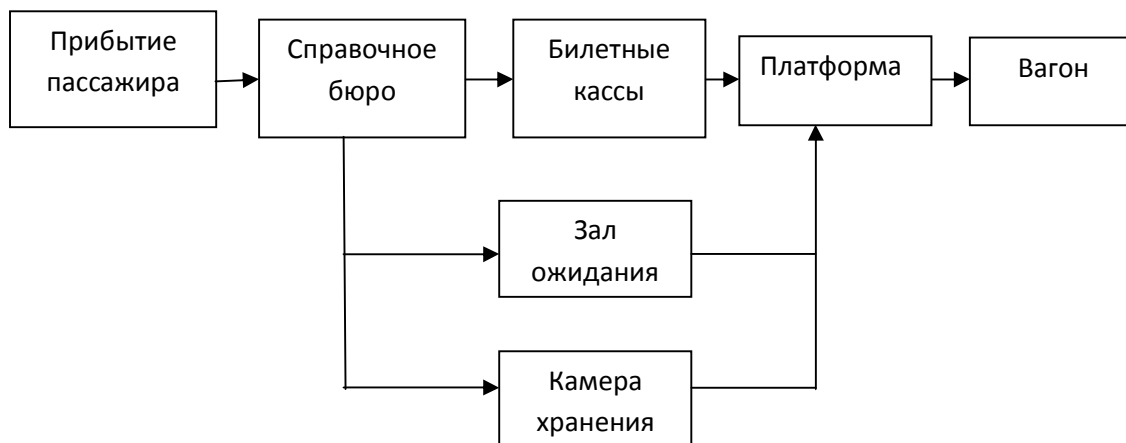 Прибытие
пассажира
Справочное
бюро
Билетные
кассы
Платформа
Вагон
Зал
ожидания
Камера
хранения